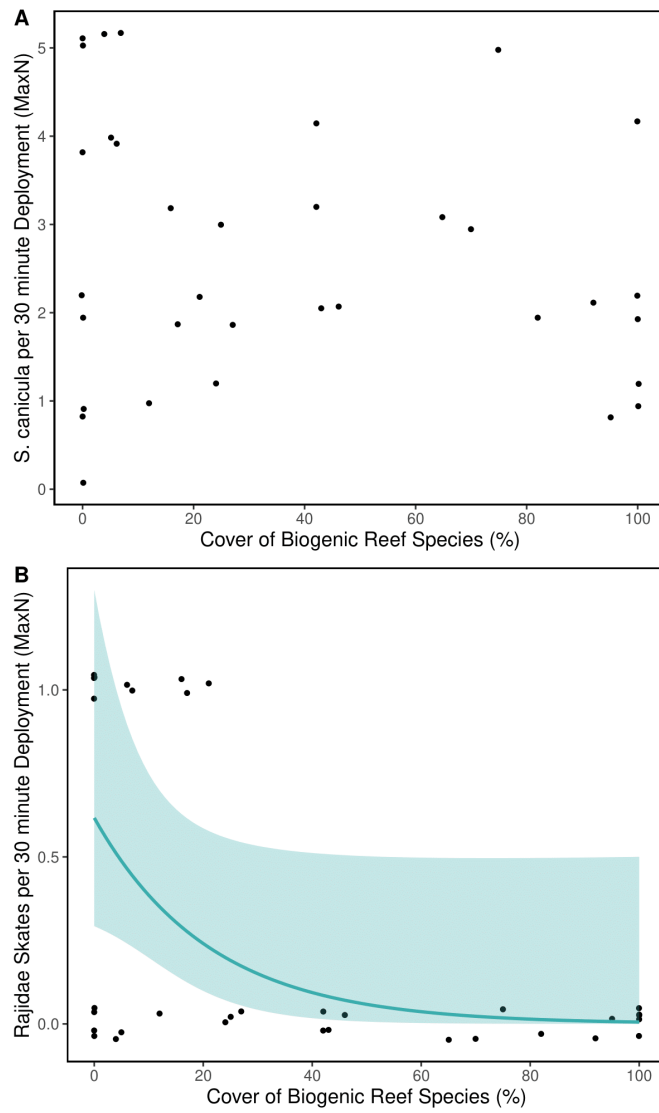 A
S. canicula per 30 minute Deployment (MaxN)
5
4
3
2
1
0
0 20 40 60 80 100
Cover of Biogenic Reef Species (%)
B
Rajidae Skates per 30 minute Deployment (MaxN)
1.0
0.5
0.0
0 20 40 60 80 100
Cover of Biogenic Reef Species (%)